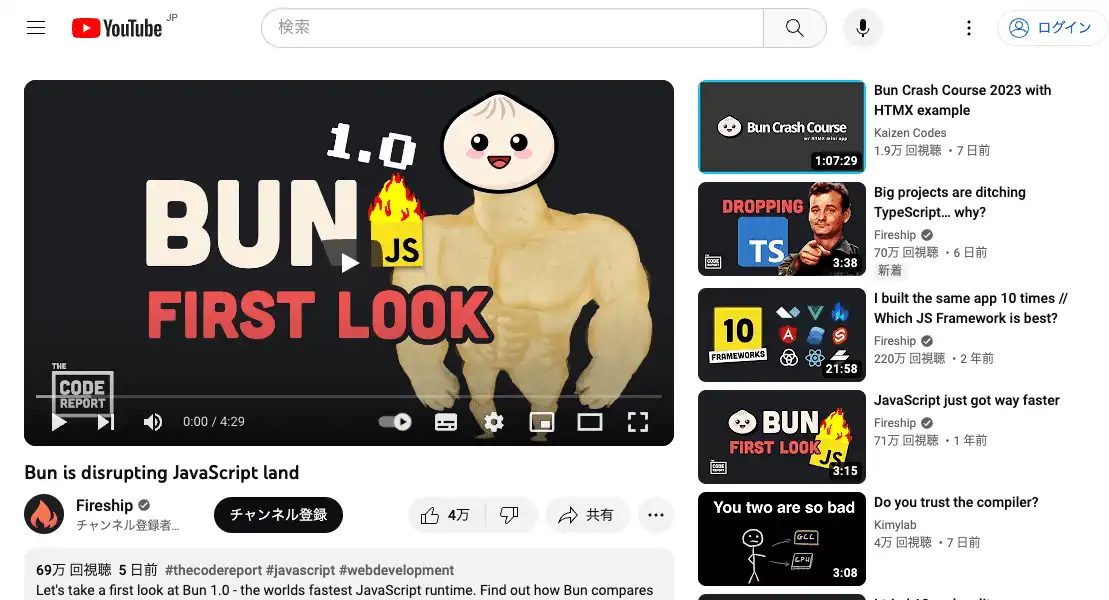 YouTube JP
検索
ログイン
1.0
BUN
JS
FIRST LOOK
THE
CODE
REPORT
0:00 / 4:29
Bun is disrupting JavaScript land
Fireship
チャンネル登録者...
チャンネル登録
4万
共有
69万 回視聴 5 日前 #thecodereport #javascript #webdevelopment
Let's take a first look at Bun 1.0 - the worlds fastest JavaScript runtime. Find out how Bun compares
Bun Crash Course
w/ HTMX mini app
1:07:29
Bun Crash Course 2023 with
HTMX example
Kaizen Codes
1.9万 回視聴 ・7 日前
DROPPING
TS
CODE
3:38
Big projects are ditching
TypeScript… why?
Fireship
70万 回視聴 ・6 日前
新着
10
FRAMEWORKS
21:58
I built the same app 10 times //
Which JS Framework is best?
Fireship
220万 回視聴 ・2 年前
BUN
FIRST LOOK
JS
CODE
3:15
JavaScript just got way faster
Fireship
71万 回視聴 ・1 年前
You two are so bad
GCC
CPU
3:08
Do you trust the compiler?
Kimylab
4万 回視聴 ・7 日前